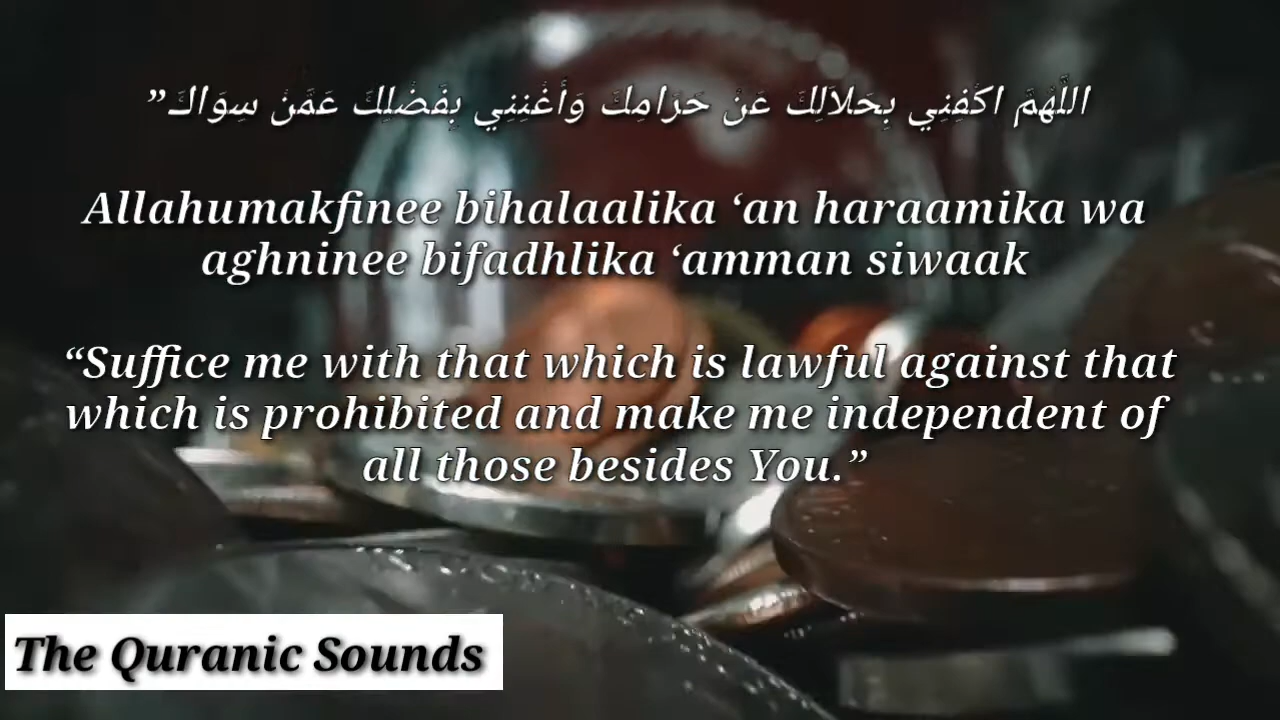 اللَّهُمَّ اكْفِنِي بِحَلاَلِكَ عَنْ حَرَامِكَ وَأَغْنِنِي بِفَضْلِكَ عَمَّنْ سِوَاكَ”
Allahumakfinee bihalaalika ‘an haraamika wa
aghninee bifadhlika ‘amman siwaak
“Suffice me with that which is lawful against that
which is prohibited and make me independent of
all those besides You.”
The Quranic Sounds